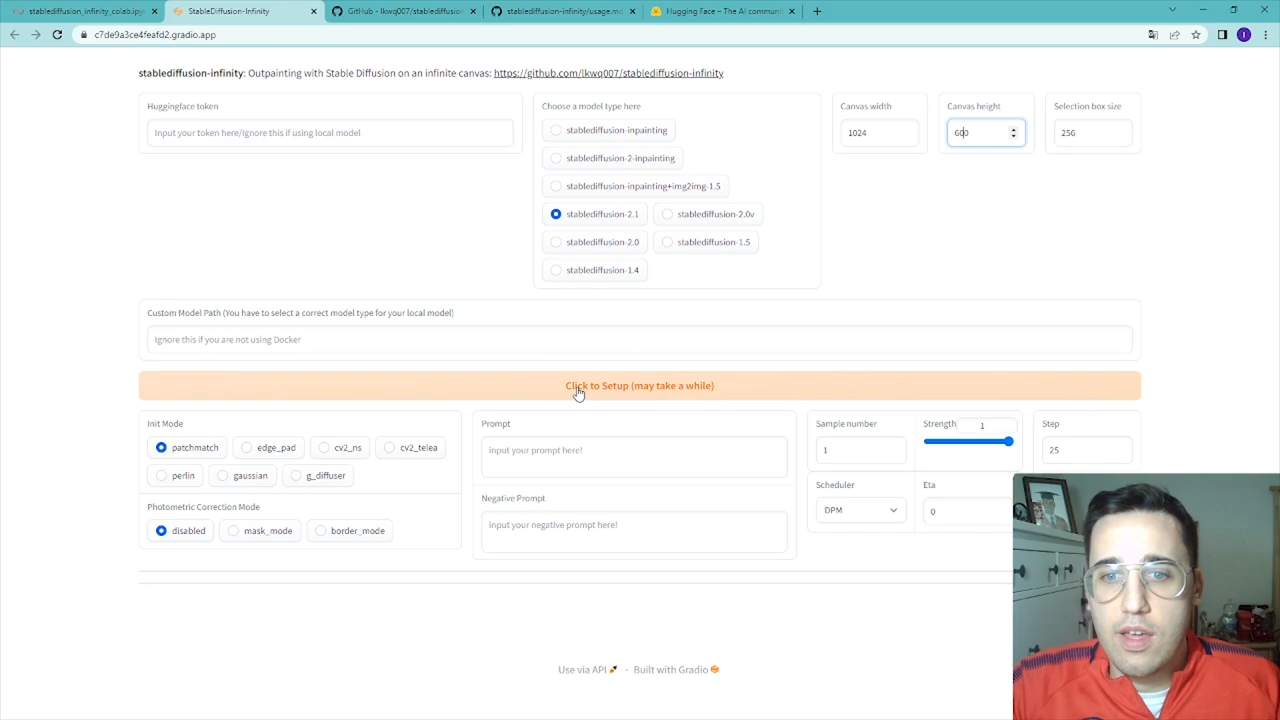 stablediffusion_infinity_colab.ipy
StableDiffusion-Infinity
GitHub - lkwq007/stablediffusion
stablediffusion-infinity/usage.md
Hugging Face – The AI communi
c7de9a3ce4feafd2.gradio.app
stablediffusion-infinity: Outpainting with Stable Diffusion on an infinite canvas: https://github.com/lkwq007/stablediffusion-infinity
Huggingface token
Input your token here/Ignore this if using local model
Choose a model type here
stablediffusion-inpainting
stablediffusion-2-inpainting
stablediffusion-inpainting+img2img-1.5
stablediffusion-2.1
stablediffusion-2.0v
stablediffusion-2.0
stablediffusion-1.5
stablediffusion-1.4
Canvas width
1024
Canvas height
600
Selection box size
256
Custom Model Path (You have to select a correct model type for your local model)
Ignore this if you are not using Docker
Click to Setup (may take a while)
Init Mode
patchmatch
edge_pad
cv2_ns
cv2_telea
perlin
gaussian
g_diffuser
Photometric Correction Mode
disabled
mask_mode
border_mode
Prompt
input your prompt here!
Negative Prompt
input your negative prompt here!
Sample number
1
Strength
1
Step
25
Scheduler
DPM
Eta
0
Use via API
·
Built with Gradio